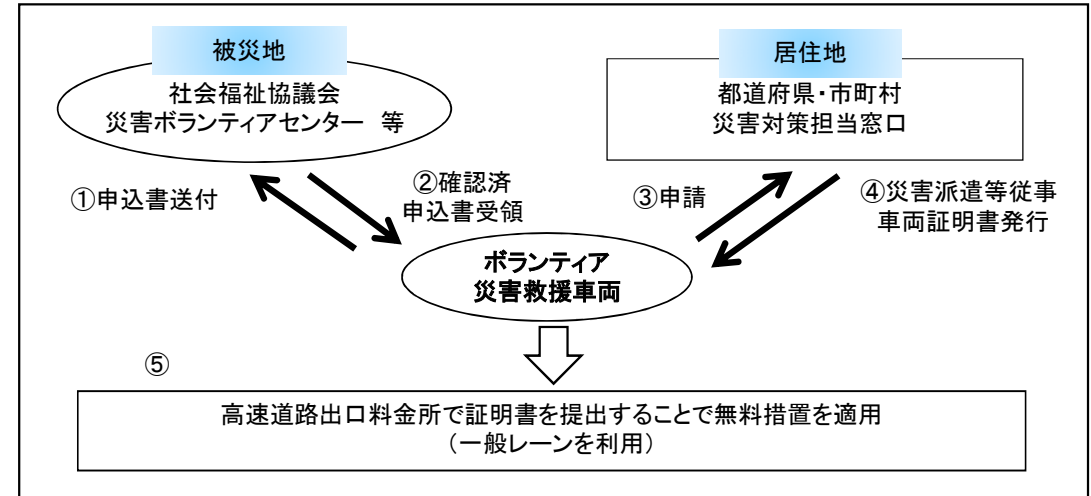 被災地
社会福祉協議会
災害ボランティアセンター 等
居住地
都道府県・市町村
災害対策担当窓口
①申込書送付
②確認済
申込書受領
③申請
④災害派遣等従事
車両証明書発行
ボランティア
災害救援車両
⑤
高速道路出口料金所で証明書を提出することで無料措置を適用
(一般レーンを利用)